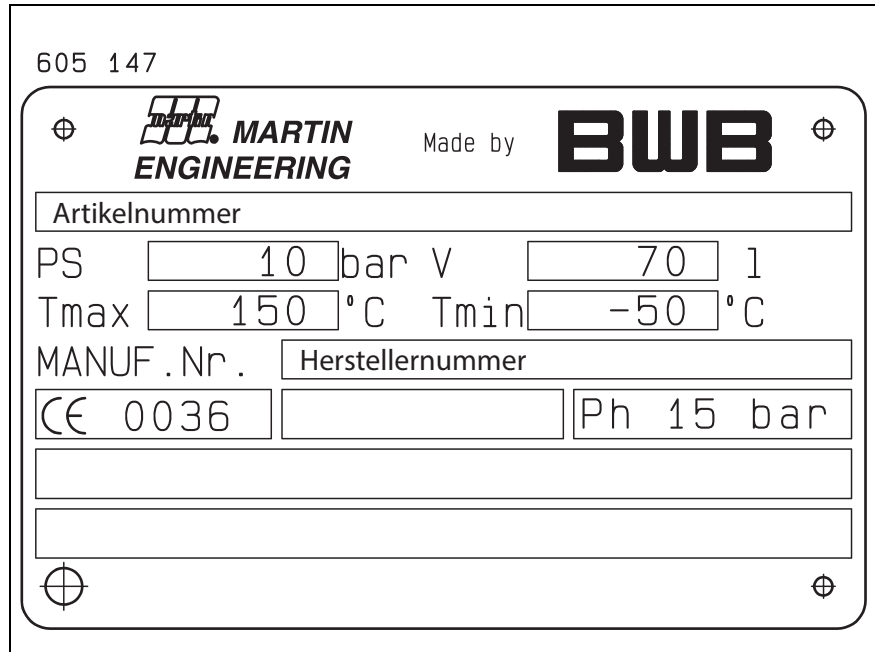 605 147
martin. MARTIN
ENGINEERING
Made by BWB
Artikelnummer
PS 10 bar V 70 l
Tmax 150 °C Tmin -50 °C
MANUF.Nr. Herstellernummer
CE 0036 Ph 15 bar